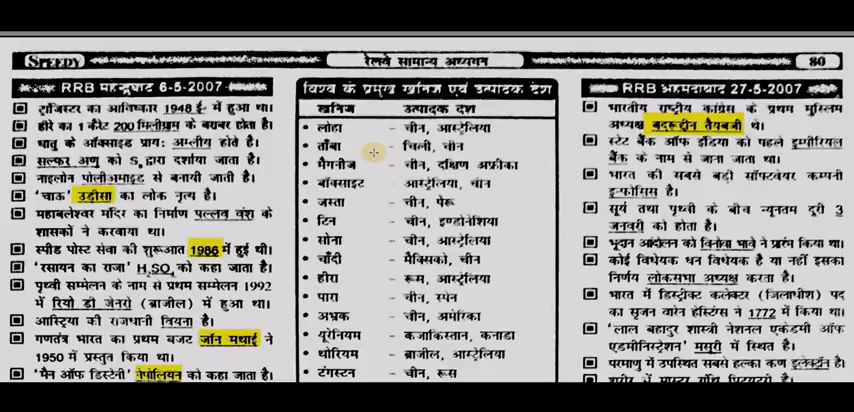 SPEEDY
रेलवे सामान्य अध्ययन
80
RRB महेन्द्रूघाट 6-5-2007
ट्रांजिस्टर का आविष्कार 1948 ई॰ में हुआ था।
हीरे का 1 कैरेट 200 मिलीग्राम के बराबर होता है।
धातु के ऑक्साइड प्रायः अम्लीय होते है।
सल्फर अणु को S₈ द्वारा दर्शाया जाता है।
नाइलोन पोलीअमाइड से बनायी जाती है।
'चाऊ' उड़ीसा का लोक नृत्य है।
महाबलेश्वर मंदिर का निर्माण पल्लव वंश के
शासकों ने करवाया था।
स्पीड पोस्ट सेवा की शुरूआत 1986 में हुई थी।
'रसायन का राजा' H₂SO₄ को कहा जाता है।
पृथ्वी सम्मेलन के नाम से प्रथम सम्मेलन 1992
में रियो डी जेनरो (ब्राजील) में हुआ था।
आस्ट्रिया की राजधानी वियना है।
गणतंत्र भारत का प्रथम बजट जॉन मथाई ने
1950 में प्रस्तुत किया था।
'मैन ऑफ डिस्टेनी' नेपोलियन को कहा जाता है।
विश्व के प्रमुख खनिज एवं उत्पादक देश
खनिज उत्पादक देश
• लोहा – चीन, आस्ट्रेलिया
• ताँबा – चिली, चीन
• मैगनीज – चीन, दक्षिण अफ्रीका
• बॉक्साइट – आस्ट्रेलिया, चीन
• जस्ता – चीन, पेरू
• टिन – चीन, इण्डोनेशिया
• सोना – चीन, आस्ट्रेलिया
• चाँदी – मैक्सिको, चीन
• हीरा – रूस, आस्ट्रेलिया
• पारा – चीन, स्पेन
• अभ्रक – चीन, अमेरिका
• यूरेनियम – कजाकिस्तान, कनाडा
• थोरियम – ब्राजील, आस्ट्रेलिया
• टंगस्टन – चीन, रूस
RRB अहमदाबाद 27-5-2007
भारतीय राष्ट्रीय कांग्रेस के प्रथम मुस्लिम
अध्यक्ष बदरूद्दीन तैयबजी थे।
स्टेट बैंक ऑफ इंडिया को पहले इम्पीरियल
बैंक के नाम से जाना जाता था।
भारत की सबसे बड़ी सॉफ्टवेयर कम्पनी
इन्फोसिस है।
सूर्य तथा पृथ्वी के बीच न्यूनतम दूरी 3
जनवरी को होता है।
भूदान आंदोलन को विनोबा भावे ने प्रारंभ किया था।
कोई विधेयक धन विधेयक है या नहीं इसका
निर्णय लोकसभा अध्यक्ष करता है।
भारत में डिस्ट्रीक्ट कलेक्टर (जिलाधीश) पद
का सृजन वारेन हेस्टिंग्स ने 1772 में किया था।
'लाल बहादुर शास्त्री नेशनल एकेडमी ऑफ
एडमीनिस्ट्रेशन' मसूरी में स्थित है।
परमाणु में उपस्थित सबसे हल्का कण इलेक्ट्रॉन है।